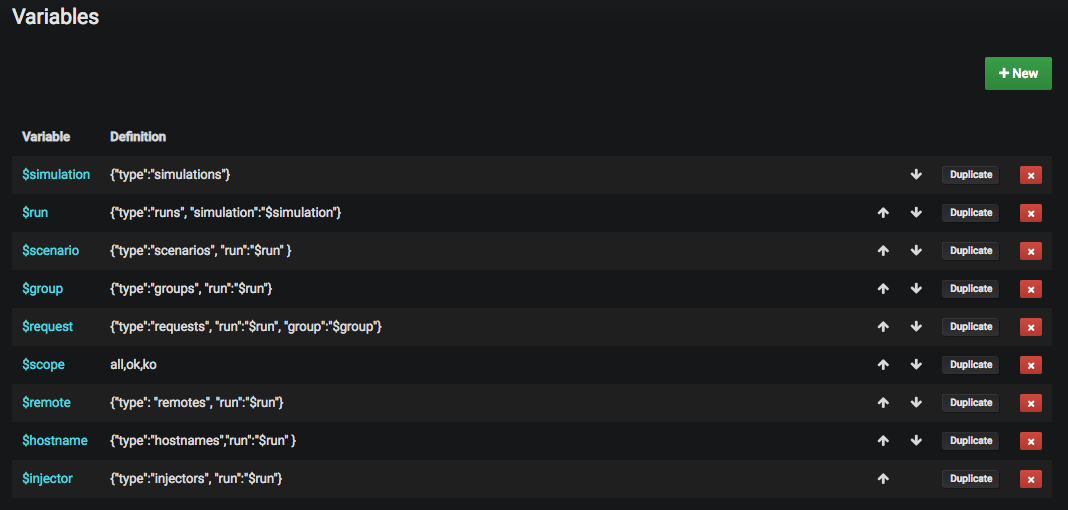 Variables
+ New
Variable Definition
$simulation {"type":"simulations"} Duplicate
$run {"type":"runs", "simulation":"$simulation"} Duplicate
$scenario {"type":"scenarios", "run":"$run" } Duplicate
$group {"type":"groups", "run":"$run"} Duplicate
$request {"type":"requests", "run":"$run", "group":"$group"} Duplicate
$scope all,ok,ko Duplicate
$remote {"type": "remotes", "run":"$run"} Duplicate
$hostname {"type":"hostnames","run":"$run" } Duplicate
$injector {"type":"injectors", "run":"$run"} Duplicate